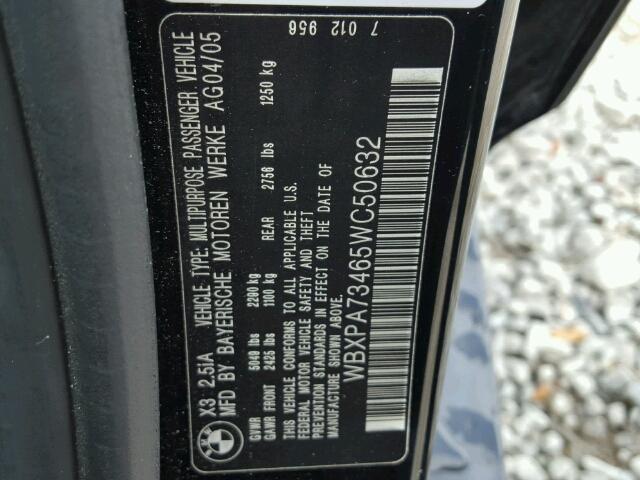 X3 2.5IA VEHICLE TYPE: MULTIPURPOSE PASSENGER VEHICLE
MFD BY BAYERISCHE MOTOREN WERKE AG04/05
GVWR 5040 lbs 2290 kg
GAWR FRONT 2425 lbs 1100 kg REAR 2756 lbs 1250 kg
THIS VEHICLE CONFORMS TO ALL APPLICABLE U.S.
FEDERAL MOTOR VEHICLE SAFETY AND THEFT
PREVENTION STANDARDS IN EFFECT ON THE DATE OF
MANUFACTURE SHOWN ABOVE.
WBXPA73465WC50632
7 012 956